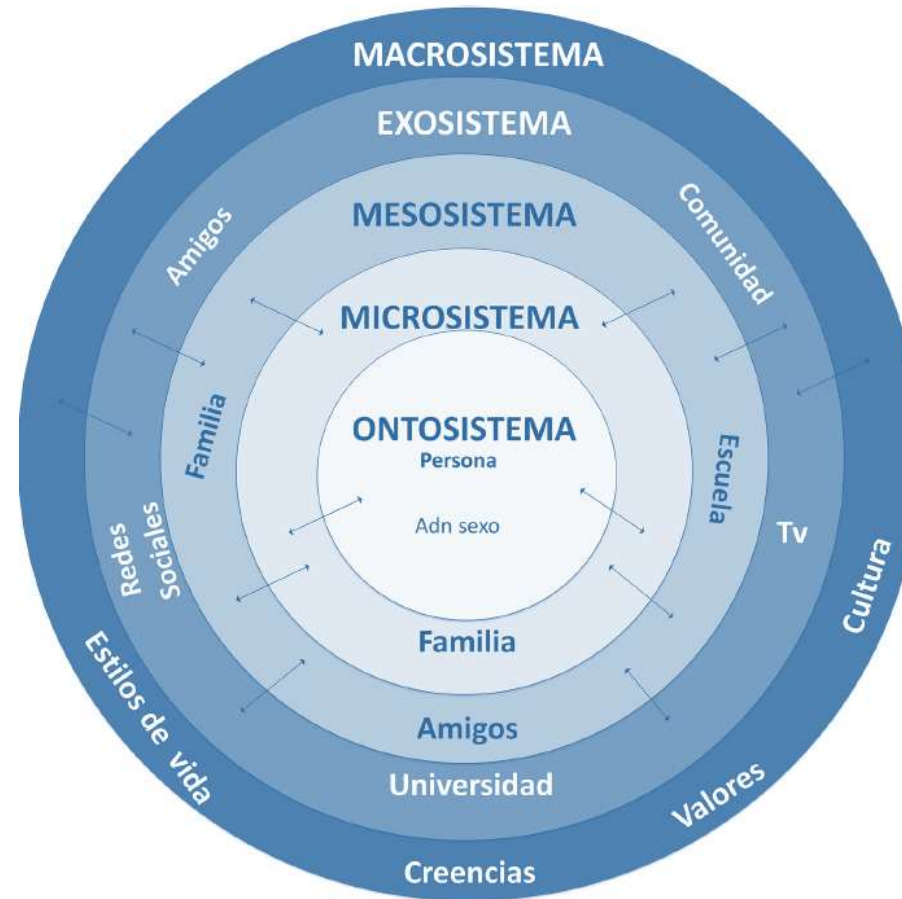 MACROSISTEMA
EXOSISTEMA
MESOSISTEMA
Amigos
Comunidad
MICROSISTEMA
Familia
ONTOSISTEMA
Persona
Escuela
Adn sexo
Redes
Sociales
Tv
Cultura
Familia
Estilos de vida
Amigos
Universidad
Valores
Creencias